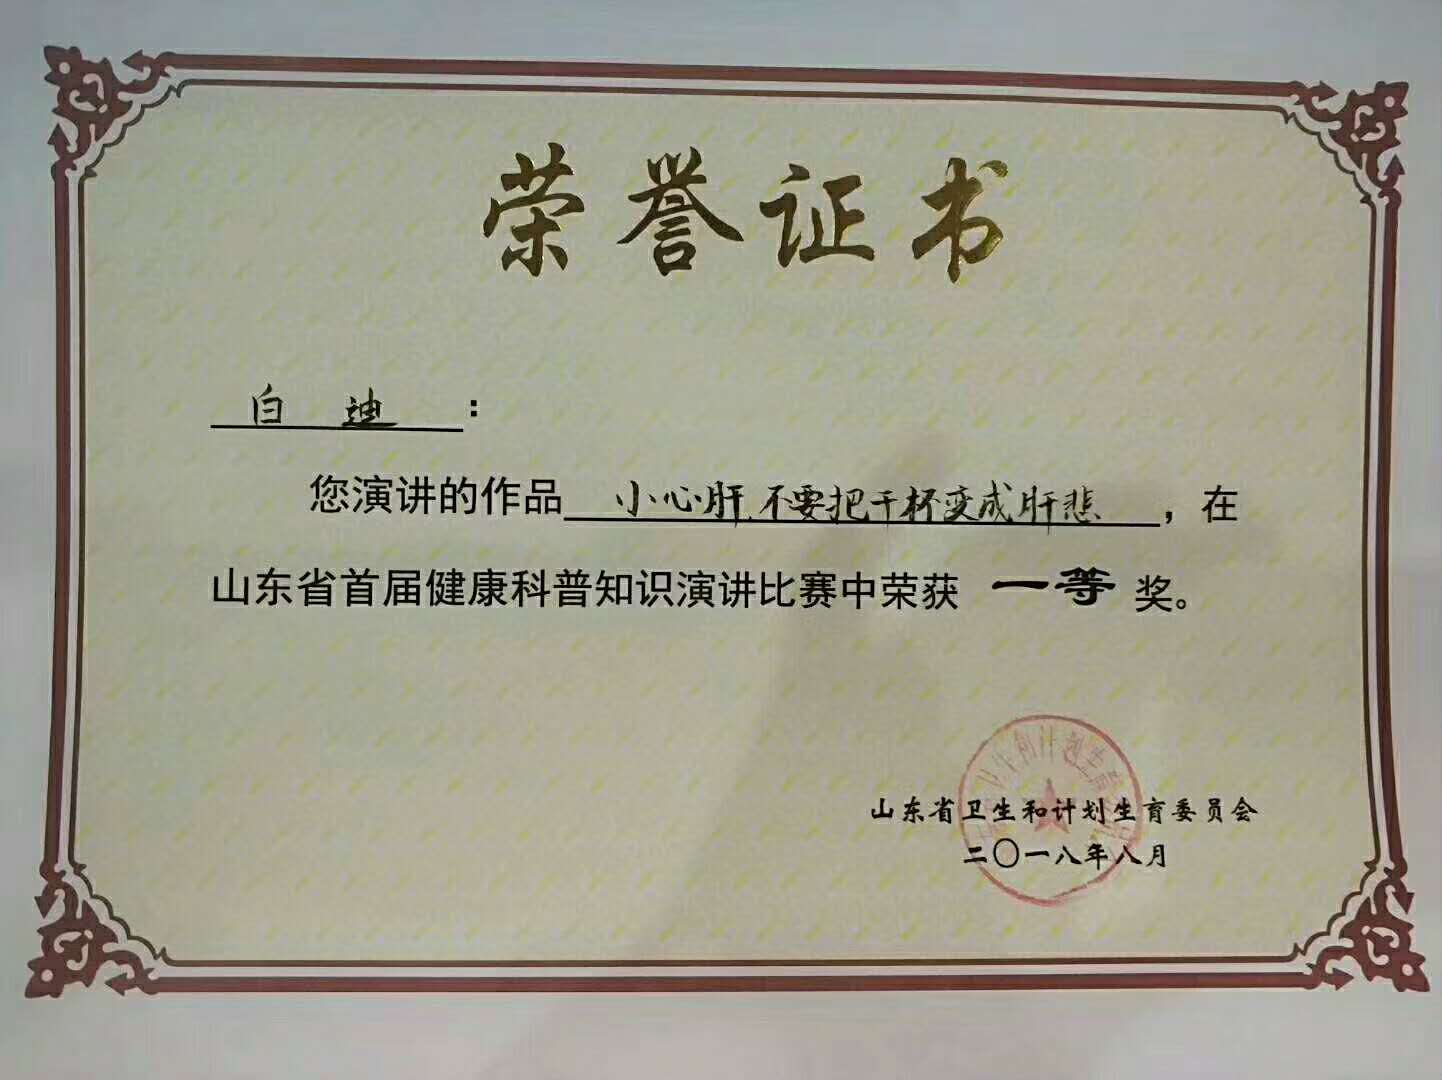 荣誉证书
白迪：
您演讲的作品小心肝,不要把干杯变成肝悲，在
山东省首届健康科普知识演讲比赛中荣获 一等 奖。
山东省卫生和计划生育委员会
二〇一八年八月